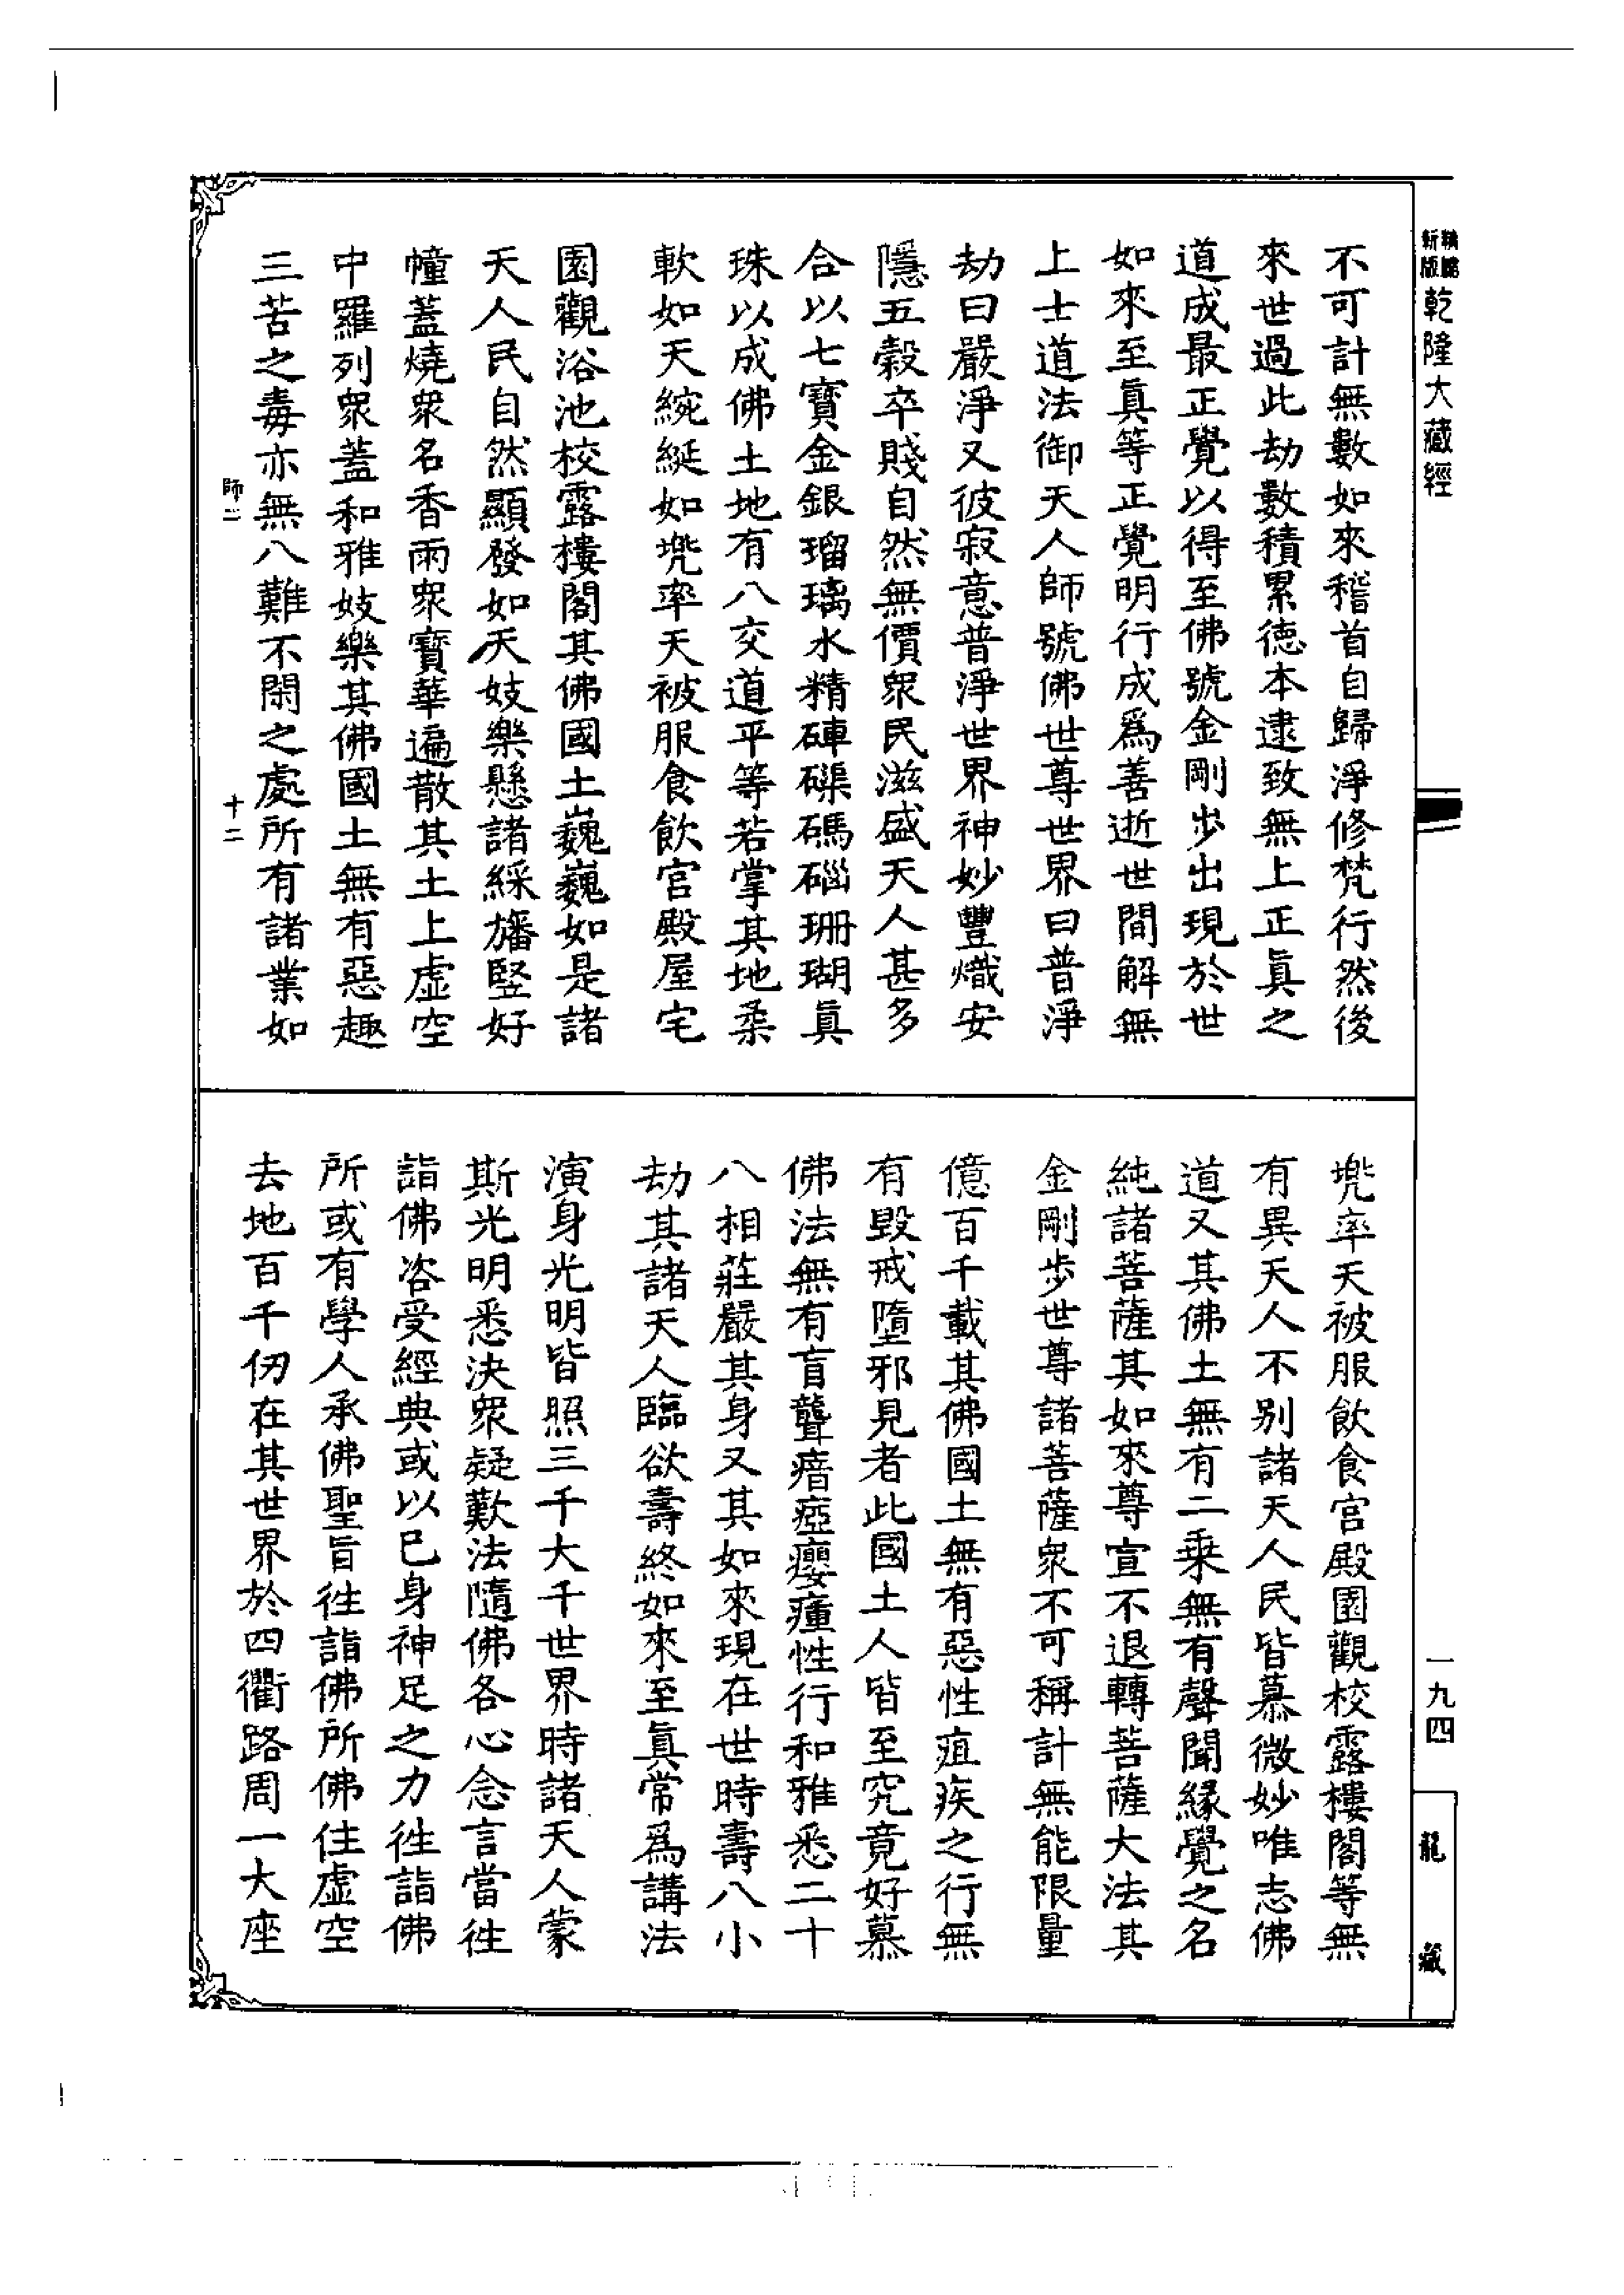 新版
乾隆大藏經
不可計無數如來稽首自歸淨修梵行然後
來世過此劫數積累德本逮致無上正真之
道成最正覺以得至佛號金剛步出現於世
如來至真等正覺明行成為善逝世間解無
上士道法御天人師號佛世尊世界曰普淨
劫曰嚴淨又彼寂意普淨世界神妙豐熾安
隱五穀卒賤自然無價眾民滋盛天人甚多
合以七寶金銀瑠璃水精硨磲碼碯珊瑚真
珠以成佛土地有八交道平等若掌其地柔
軟如天綩綖如兜率天被服食飲宮殿屋宅
園觀浴池校露樓閣其佛國土巍巍如是諸
天人民自然顯發如天妓樂懸諸綵旛豎好
幢蓋燒眾名香雨眾寶華遍散其土上虛空
中羅列眾蓋和雅妓樂其佛國土無有惡趣
三苦之毒亦無八難不閑之處所有諸業如
師二
十二
兜率天被服飲食宮殿園觀校露樓閣等無
有異天人不別諸天人民皆慕微妙唯志佛
道又其佛土無有二乘無有聲聞緣覺之名
純諸菩薩其如來尊宣不退轉菩薩大法其
金剛步世尊諸菩薩眾不可稱計無能限量
億百千載其佛國土無有惡性疽疾之行無
有毀戒墮邪見者此國土人皆至究竟好慕
佛法無有盲聾瘖瘂癭瘇性行和雅悉二十
八相莊嚴其身又其如來現在世時壽八小
劫其諸天人臨欲壽終如來至真常為講法
演身光明皆照三千大千世界時諸天人蒙
斯光明悉決眾疑歎法隨佛各心念言當往
詣佛咨受經典或以己身神足之力往詣佛
所或有學人承佛聖旨往詣佛所佛住虛空
去地百千仞在其世界於四衢路周一大座
一九四
龍藏